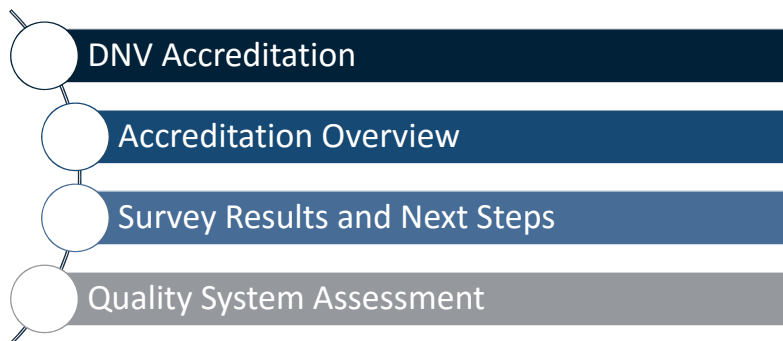 DNV Accreditation
Accreditation Overview
Survey Results and Next Steps
Quality System Assessment